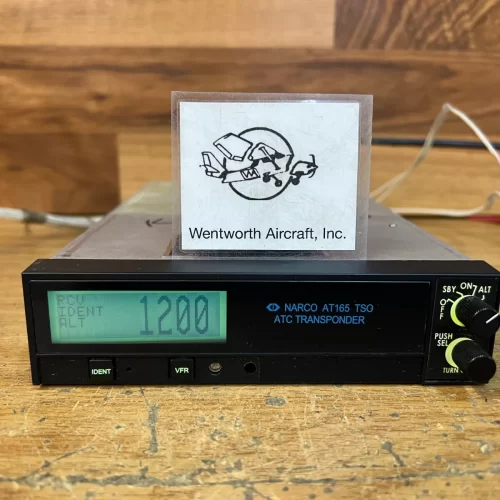 Wentworth Aircraft, Inc.
RCV
IDENT
ALT
1200
NARCO AT165 TSO
ATC TRANSPONDER
SBY ON ALT
OFF
PUSH
SEL
TURN
IDENT
VFR